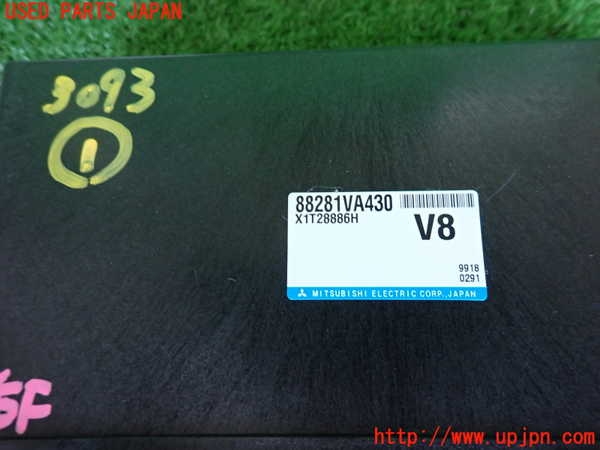 USED PARTS JAPAN
3093
1
88281VA430
X1T28886H
V8
9918
0291
MITSUBISHI ELECTRIC CORP., JAPAN
5F
http://www.upjpn.com